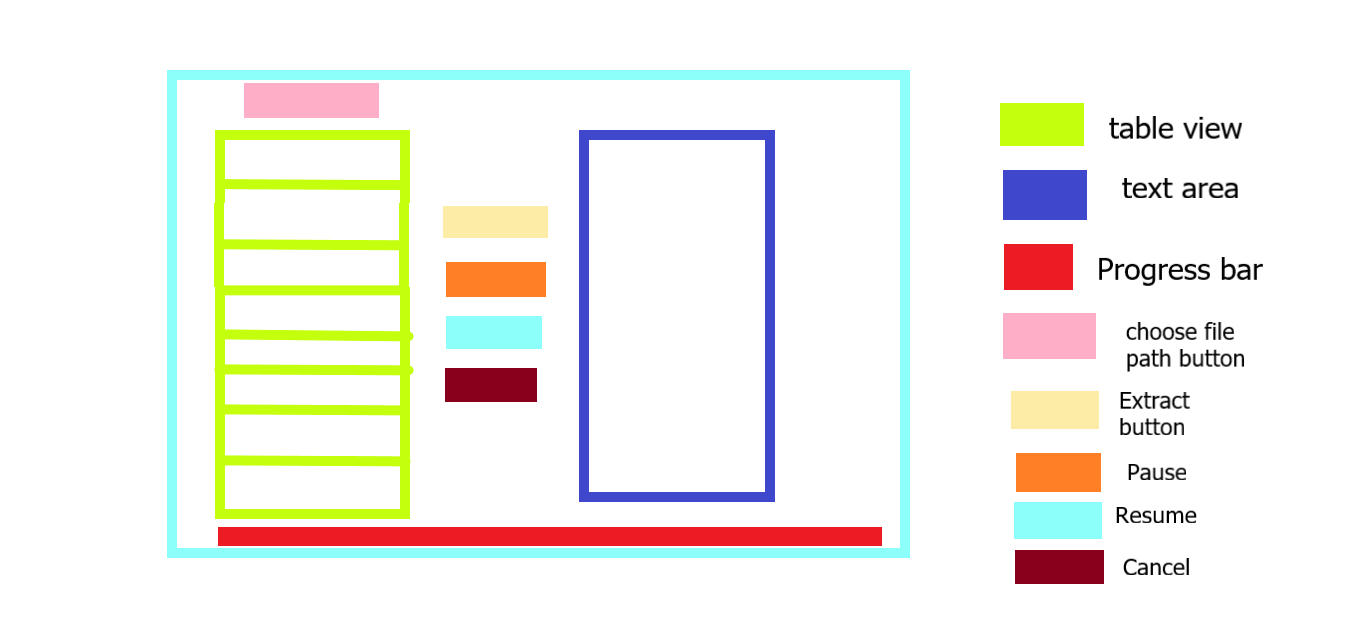 table view
text area
Progress bar
choose file
path button
Extract
button
Pause
Resume
Cancel